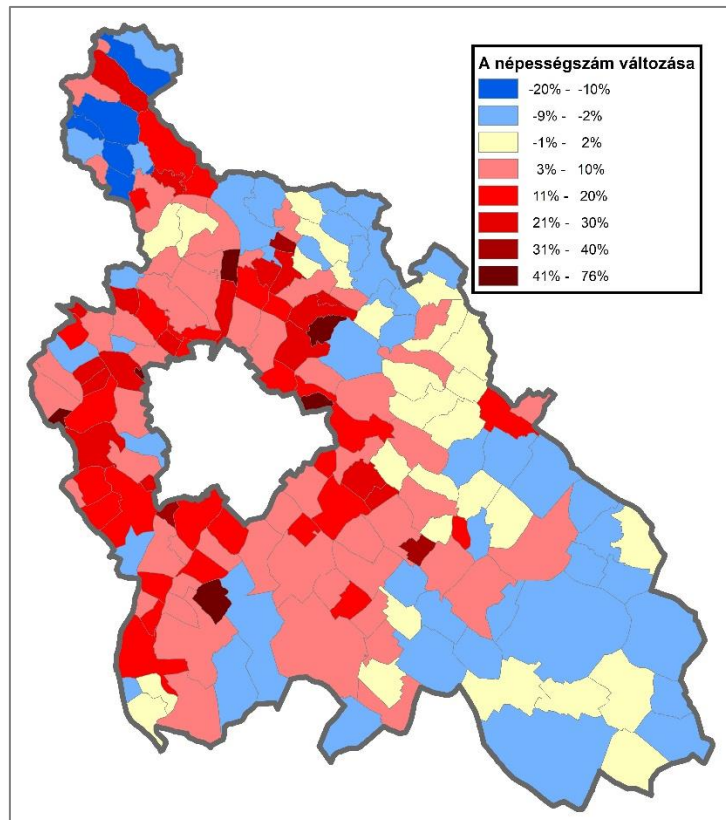 A népességszám változása
-20% - -10%
-9% - -2%
-1% - 2%
3% - 10%
11% - 20%
21% - 30%
31% - 40%
41% - 76%